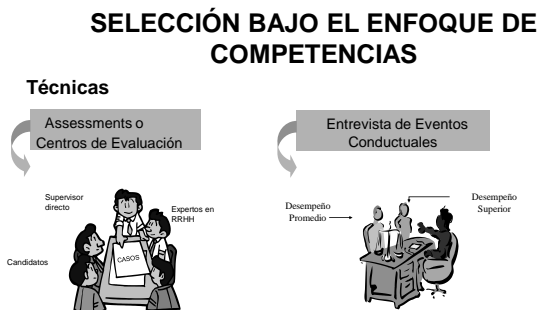 SELECCIÓN BAJO EL ENFOQUE DE
COMPETENCIAS
Técnicas
Assessments o
Centros de Evaluación
Entrevista de Eventos
Conductuales
Supervisor
directo
Expertos en
RRHH
Candidatos
CASOS
Desempeño
Promedio
Desempeño
Superior